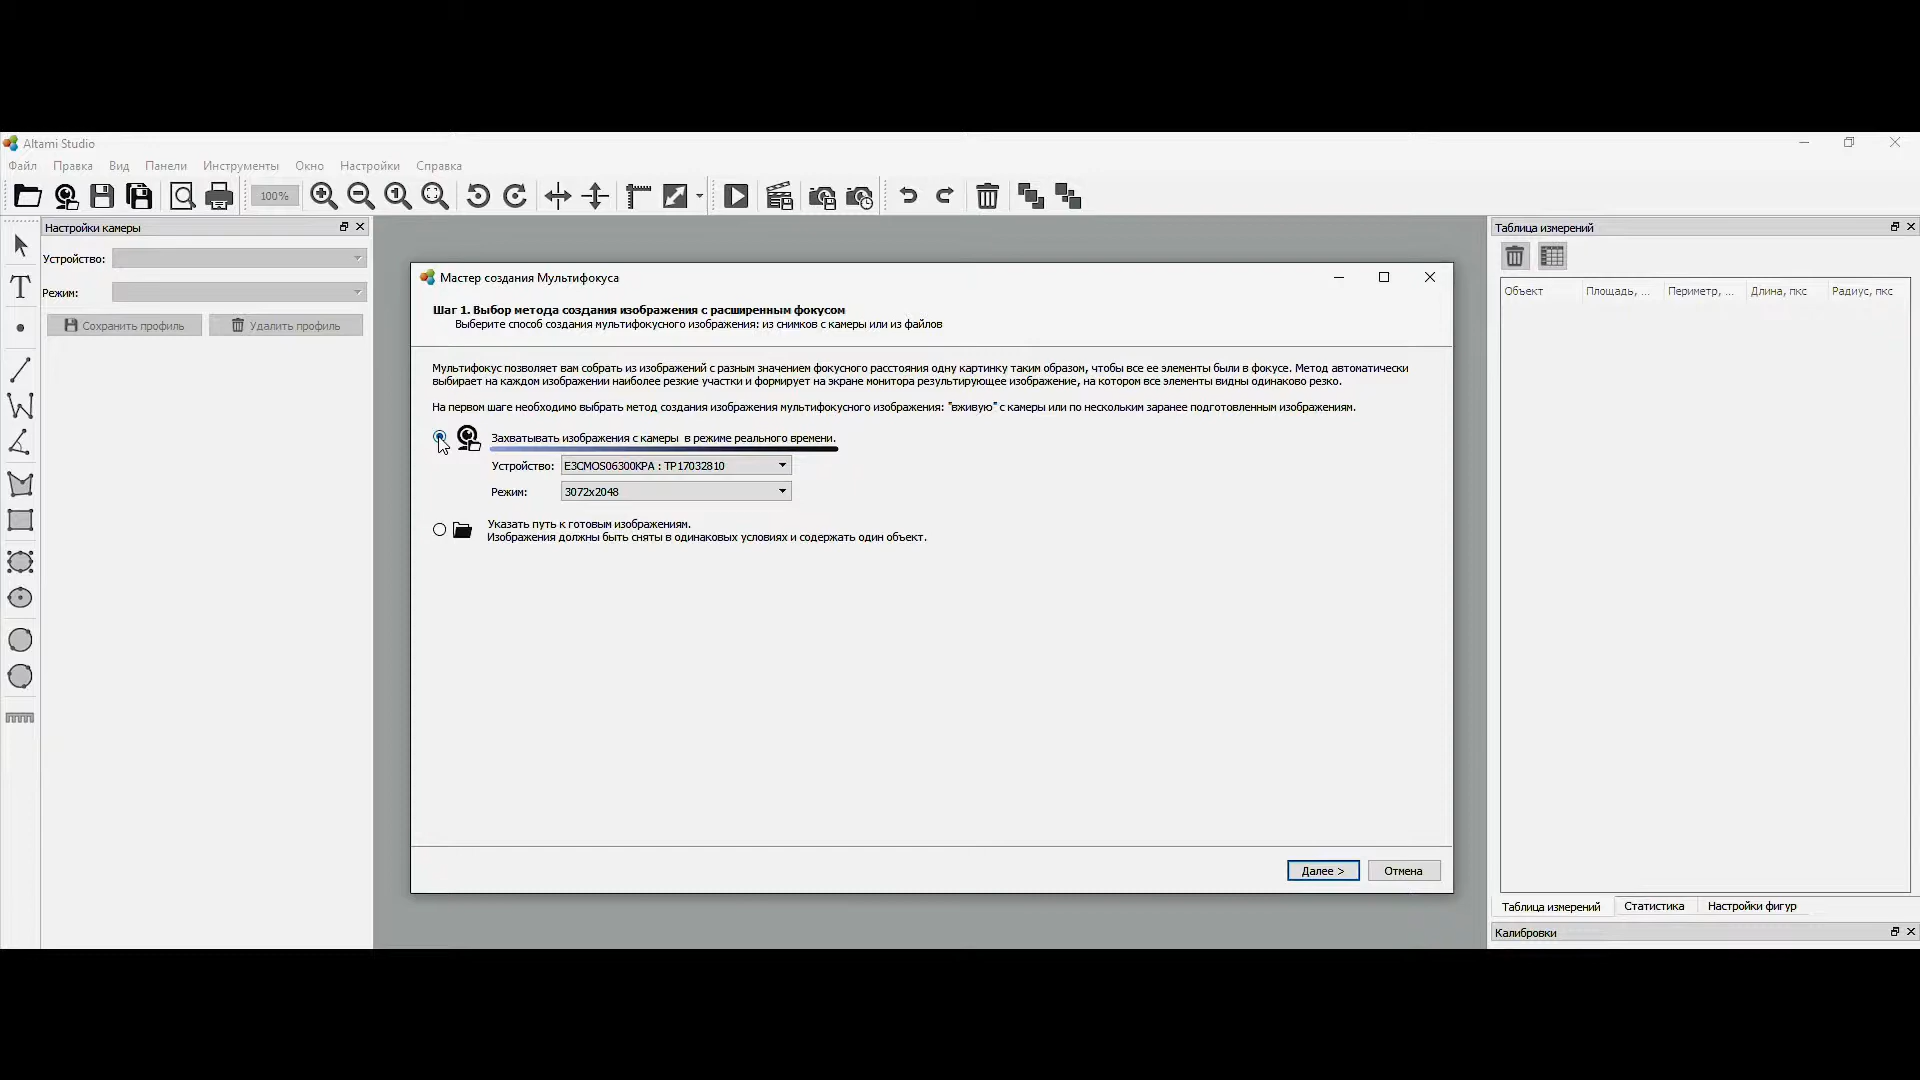 Altami Studio
Файл Правка Вид Панели Инструменты Окно Настройки Справка
100%
Настройки камеры
Устройство:
Режим:
Сохранить профиль Удалить профиль
Мастер создания Мультифокуса
Шаг 1. Выбор метода создания изображения с расширенным фокусом
Выберите способ создания мультифокусного изображения: из снимков с камеры или из файлов
Мультифокус позволяет вам собрать из изображений с разным значением фокусного расстояния одну картинку таким образом, чтобы все ее элементы были в фокусе. Метод автоматически
выбирает на каждом изображении наиболее резкие участки и формирует на экране монитора результирующее изображение, на котором все элементы видны одинаково резко.
На первом шаге необходимо выбрать метод создания изображения мультифокусного изображения: "вживую" с камеры или по нескольким заранее подготовленным изображениям.
Захватывать изображения с камеры в режиме реального времени.
Устройство: E3CMOS06300KPA : TP17032810
Режим: 3072x2048
Указать путь к готовым изображениям.
Изображения должны быть сняты в одинаковых условиях и содержать один объект.
Далее > Отмена
Таблица измерений
Объект Площадь, ... Периметр, ... Длина, пкс Радиус, пкс
Таблица измерений Статистика Настройки фигур
Калибровки